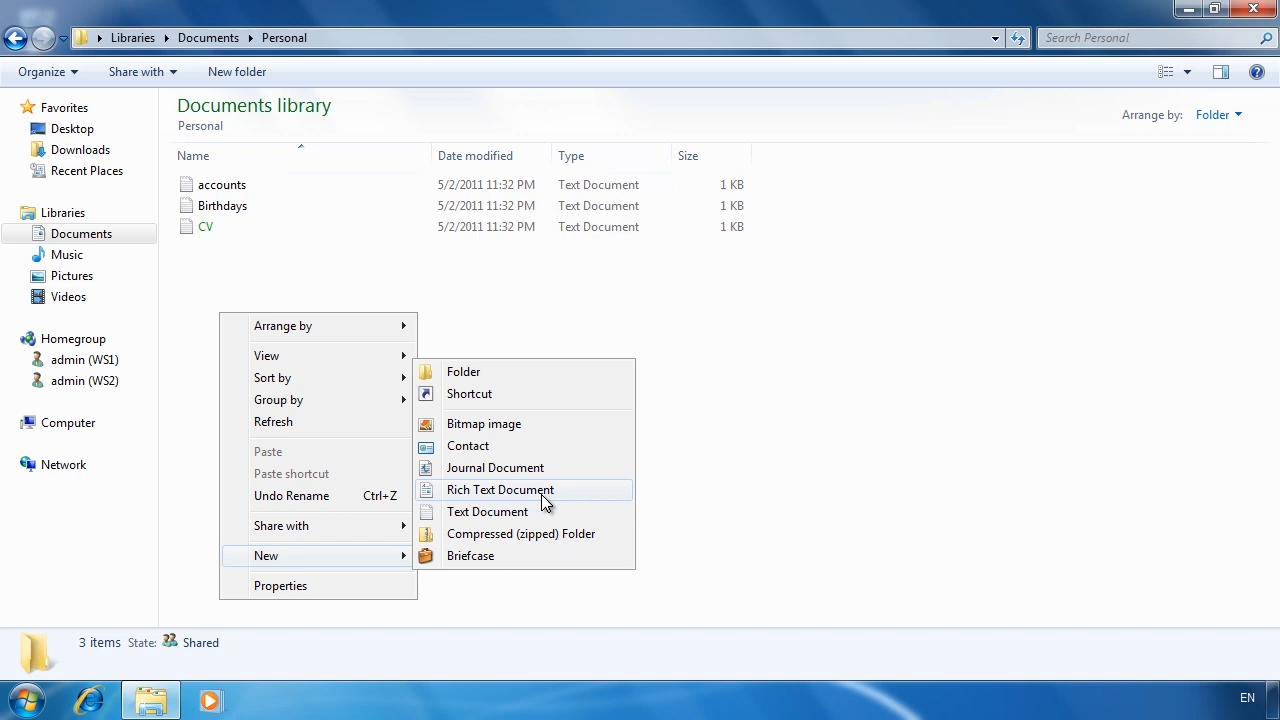 Libraries Documents Personal
Search Personal
Organize Share with New folder
Favorites
Desktop
Downloads
Recent Places
Libraries
Documents
Music
Pictures
Videos
Homegroup
admin (WS1)
admin (WS2)
Computer
Network
Documents library
Personal
Arrange by: Folder
Name Date modified Type Size
accounts 5/2/2011 11:32 PM Text Document 1 KB
Birthdays 5/2/2011 11:32 PM Text Document 1 KB
CV 5/2/2011 11:32 PM Text Document 1 KB
Arrange by
View
Sort by
Group by
Refresh
Paste
Paste shortcut
Undo Rename Ctrl+Z
Share with
New
Properties
Folder
Shortcut
Bitmap image
Contact
Journal Document
Rich Text Document
Text Document
Compressed (zipped) Folder
Briefcase
3 items State: Shared
EN